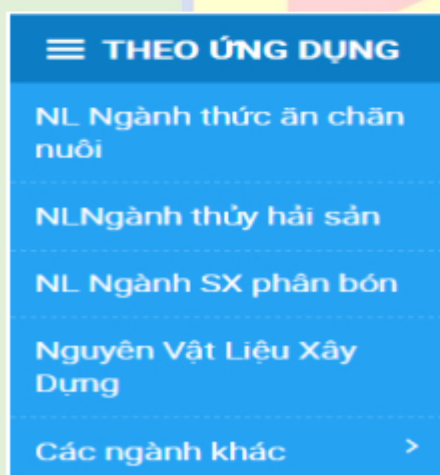 THEO ỨNG DỤNG
NL Ngành thức ăn chăn
nuôi
NLNgành thủy hải sản
NL Ngành SX phân bón
Nguyên Vật Liệu Xây
Dựng
Các ngành khác >